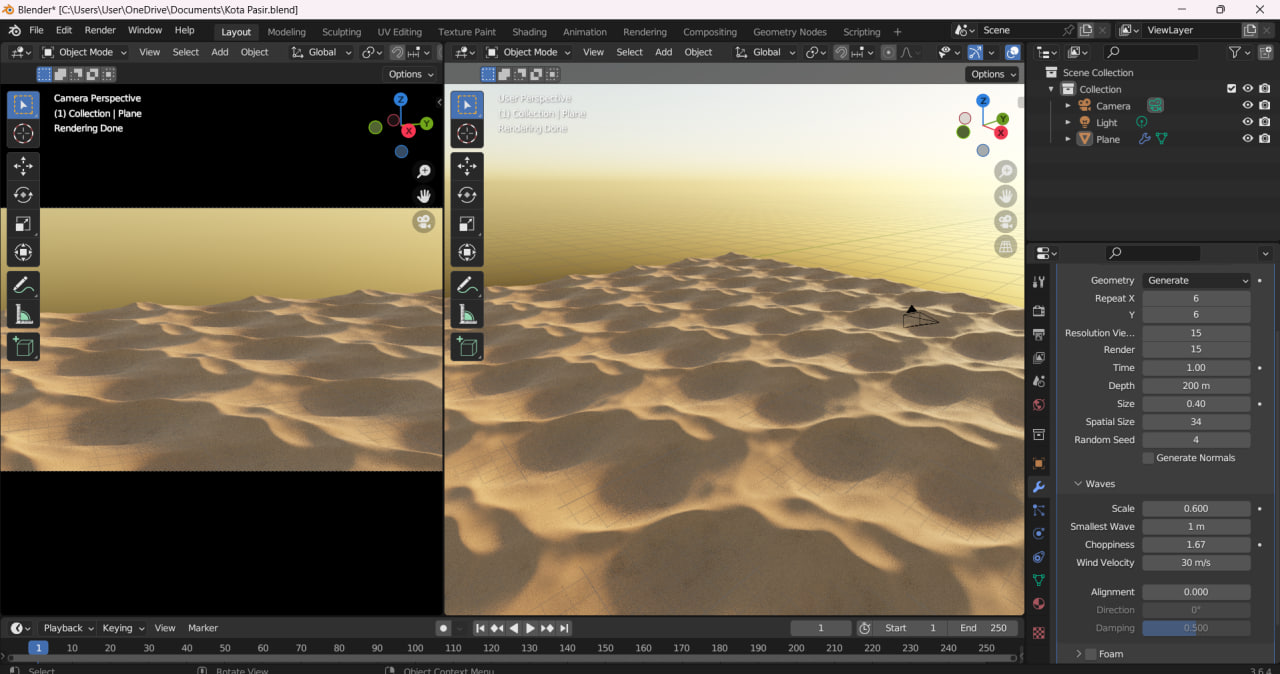 Blender* [C:\Users\User\OneDrive\Documents\Kota Pasir.blend]
File Edit Render Window Help Layout Modeling Sculpting UV Editing Texture Paint Shading Animation Rendering Compositing Geometry Nodes Scripting + Scene ViewLayer
Object Mode View Select Add Object Global Object Mode View Select Add Object Global
Options Options
Camera Perspective
(1) Collection | Plane
Rendering Done
User Perspective
(1) Collection | Plane
Rendering Done
Z
Y
X
Z
Y
X
Scene Collection
Collection
Camera
Light
Plane
Geometry Generate
Repeat X 6
Y 6
Resolution Vie... 15
Render 15
Time 1.00
Depth 200 m
Size 0.40
Spatial Size 34
Random Seed 4
Generate Normals
Waves
Scale 0.600
Smallest Wave 1 m
Choppiness 1.67
Wind Velocity 30 m/s
Alignment 0.000
Direction 0°
Damping 0.500
Foam
Playback Keying View Marker 1 Start 1 End 250
1 10 20 30 40 50 60 70 80 90 100 110 120 130 140 150 160 170 180 190 200 210 220 230 240 250
Select Rotate View Object Context Menu 3.6.4